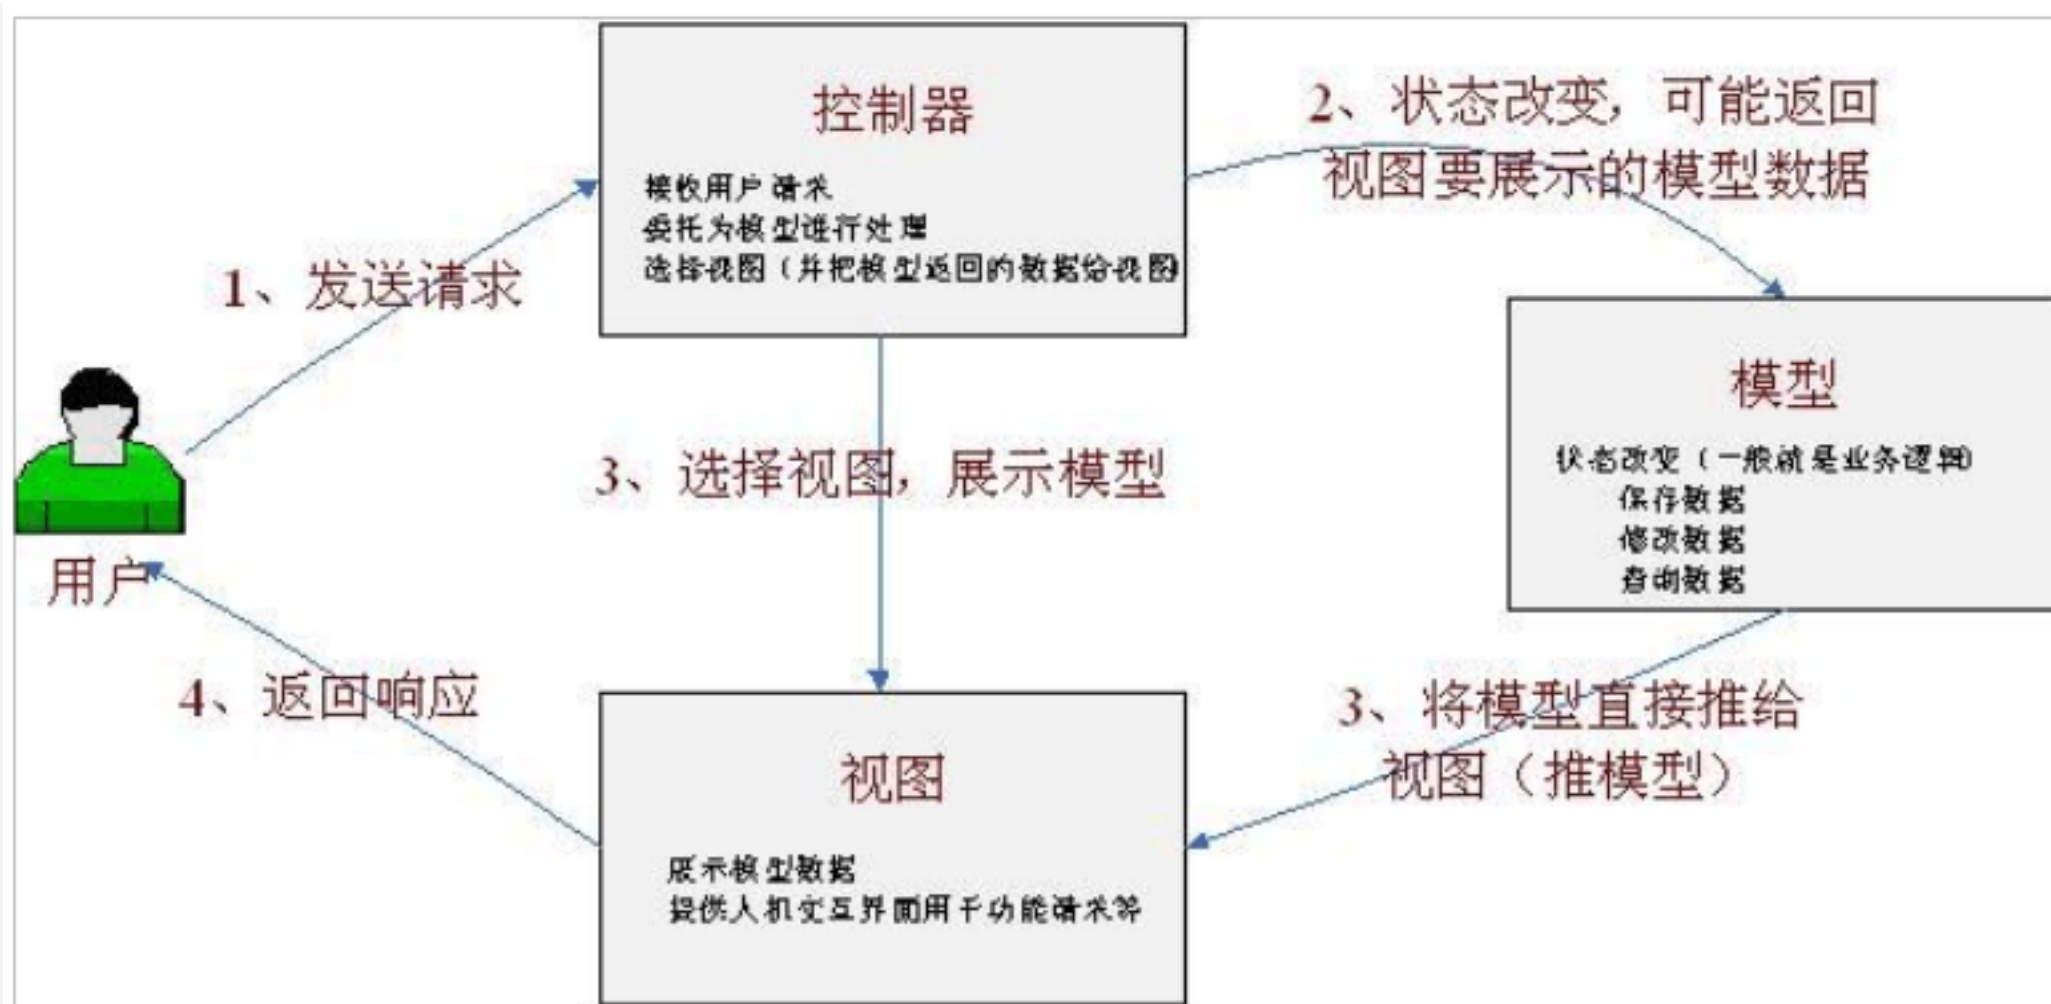 控制器
接收用户请求
委托为模型进行处理
选择视图（并把模型返回的数据给视图）
2、状态改变，可能返回
视图要展示的模型数据
1、发送请求
模型
状态改变（一般就是业务逻辑）
保存数据
修改数据
查询数据
3、选择视图，展示模型
用户
4、返回响应
3、将模型直接推给
视图（推模型）
视图
展示模型数据
提供人机交互界面用于功能请求等